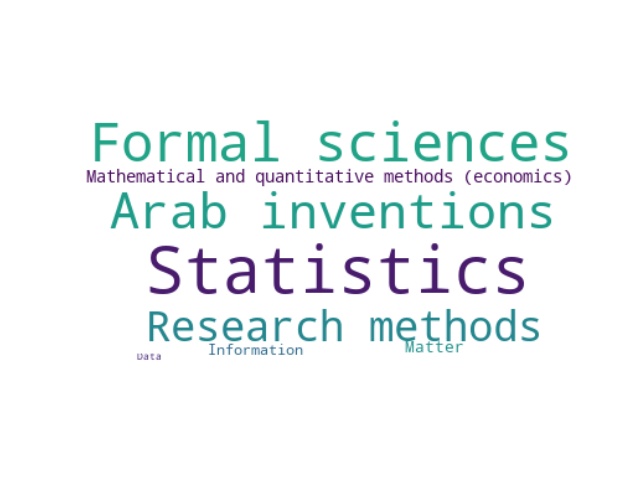 Formal sciences
Mathematical and quantitative methods (economics)
Arab inventions
Statistics
Research methods
Data Information Matter